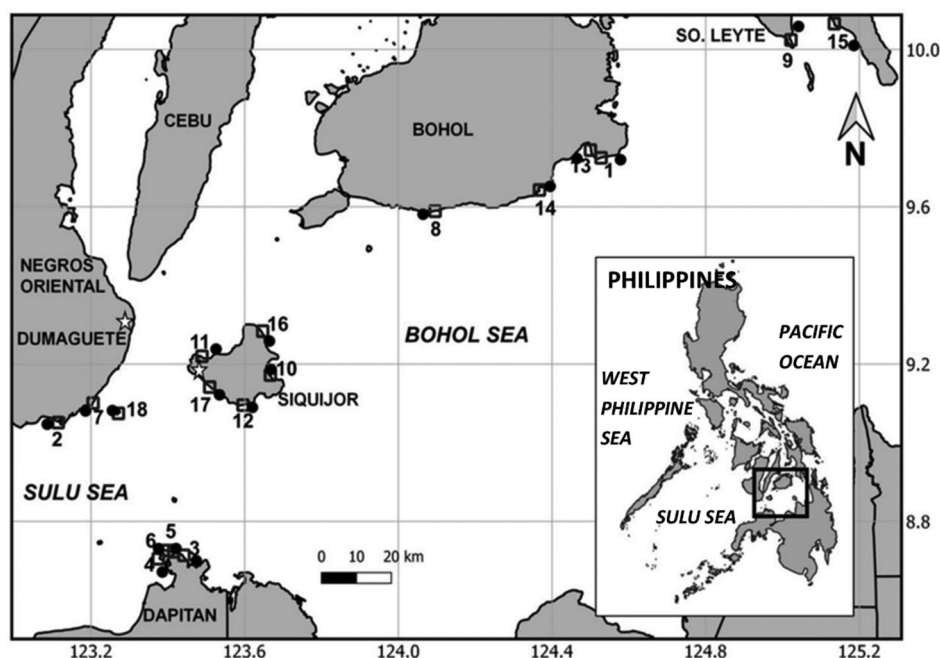 SO. LEYTE
15
10.0
9
CEBU
BOHOL
N
13
1
14
9.6
8
NEGROS
ORIENTAL
DUMAGUETE
BOHOL SEA
16
11
10
9.2
SIQUIJOR
17
12
7
18
2
SULU SEA
8.8
5
6
3
4
0 10 20 km
DAPITAN
PHILIPPINES
PACIFIC
OCEAN
WEST
PHILIPPINE
SEA
SULU SEA
123.2 123.6 124.0 124.4 124.8 125.2